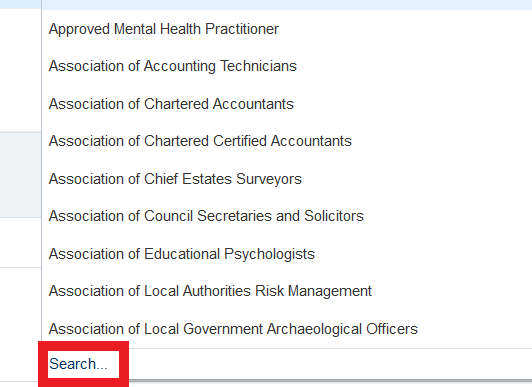 Approved Mental Health Practitioner
Association of Accounting Technicians
Association of Chartered Accountants
Association of Chartered Certified Accountants
Association of Chief Estates Surveyors
Association of Council Secretaries and Solicitors
Association of Educational Psychologists
Association of Local Authorities Risk Management
Association of Local Government Archaeological Officers
Search...